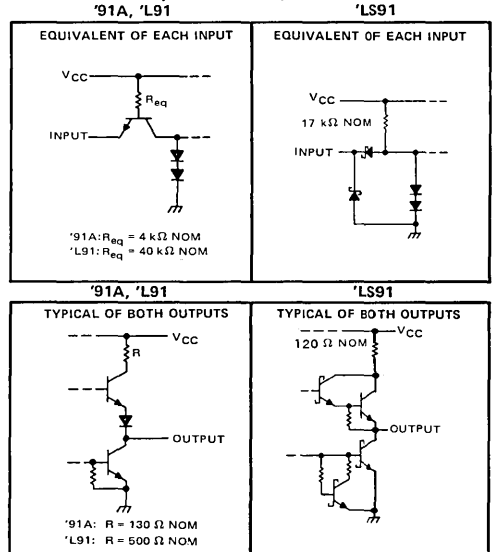 '91A, 'L91
'LS91
EQUIVALENT OF EACH INPUT
VCC
Req
INPUT
'91A: Req = 4 kΩ NOM
'L91: Req = 40 kΩ NOM
EQUIVALENT OF EACH INPUT
VCC
17 kΩ NOM
INPUT
'91A, 'L91
'LS91
TYPICAL OF BOTH OUTPUTS
VCC
R
OUTPUT
'91A: R = 130 Ω NOM
'L91: R = 500 Ω NOM
TYPICAL OF BOTH OUTPUTS
VCC
120 Ω NOM
OUTPUT